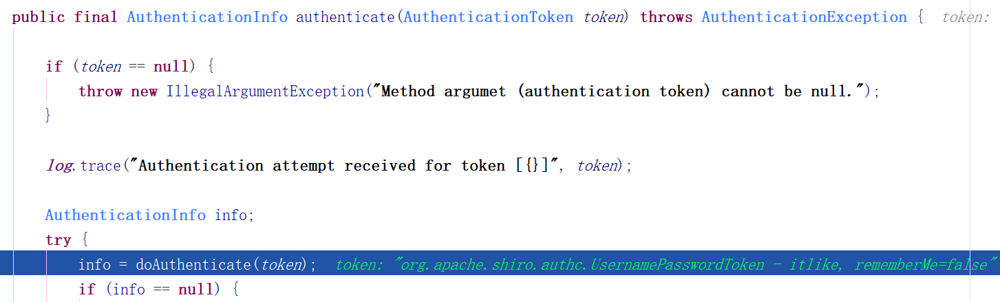 public final AuthenticationInfo authenticate(AuthenticationToken token) throws AuthenticationException {  token:
if (token == null) {
throw new IllegalArgumentException("Method argumet (authentication token) cannot be null.");
}
log.trace("Authentication attempt received for token [{}]", token);
AuthenticationInfo info;
try {
info = doAuthenticate(token);  token: "org.apache.shiro.authc.UsernamePasswordToken - itlike, rememberMe=false"
if (info == null) {